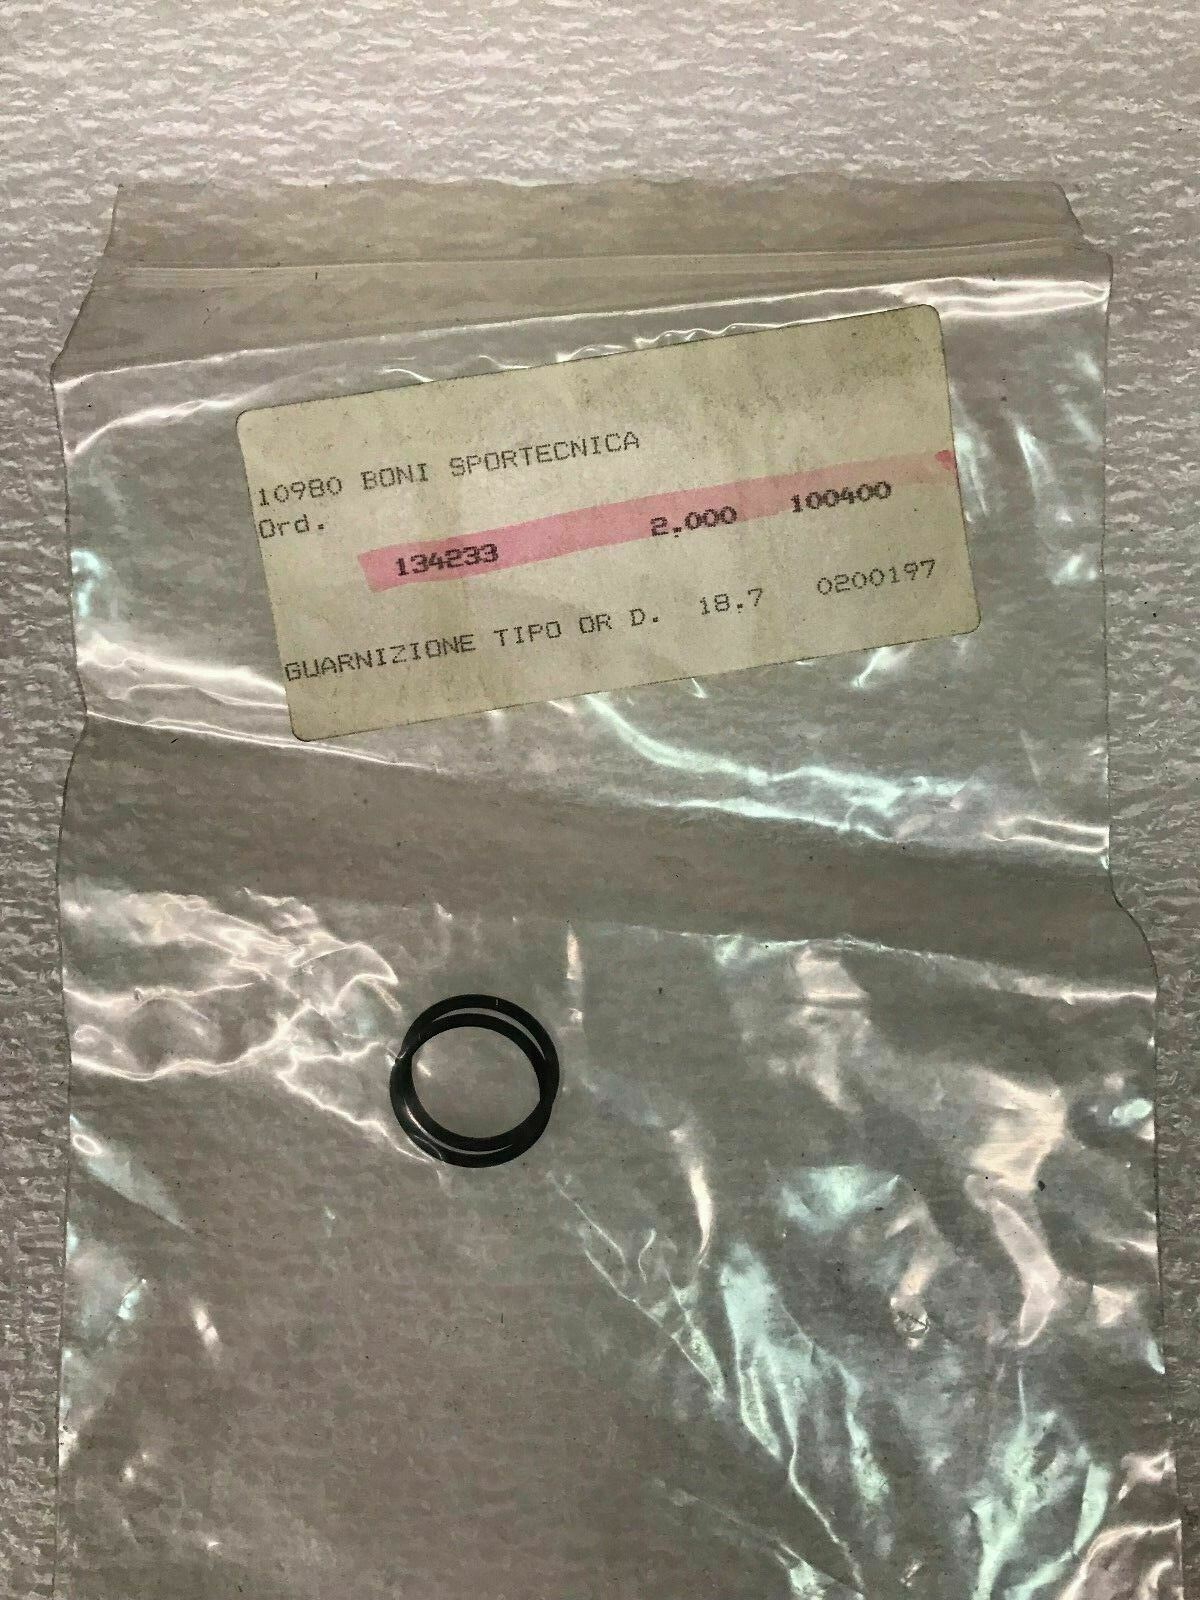 10980 BONI SPORTECNICA
Ord.
134233 2.000 100400
GUARNIZIONE TIPO OR D. 18.7 0200197